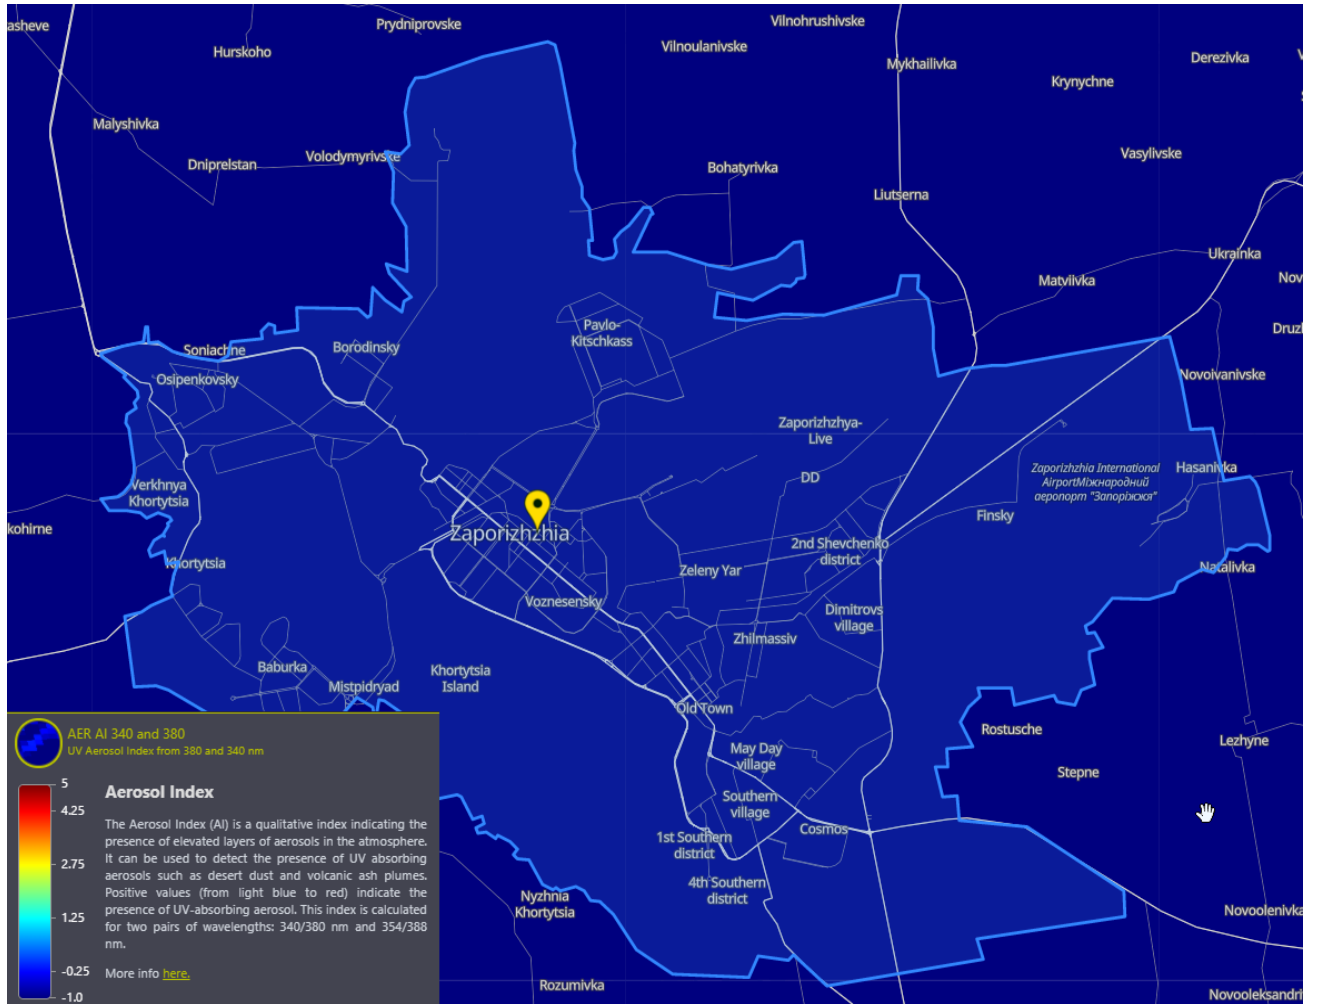 asheve
Prydniprovske
Vilnohrushivske
Hurskoho
Vilnoulanivske
Mykhailivka
Derezivka
Krynychne
Malyshivka
Volodymyrivske
Dniprelstan
Bohatyrivka
Vasylivske
Liutserna
Ukrainka
Matviivka
Nov
Pavlo-
Kitschkass
Druzl
Soniachne
Borodinsky
Osipenkovsky
Novoivanivske
Zaporizhzhya-
Live
DD
Zaporizhzhia International
AirportМіжнародний
аеропорт "Запоріжжя"
Hasanivka
Verkhnya
Khortytsia
kohirne
Finsky
Zaporizhzhia
2nd Shevchenko
district
Khortytsia
Zeleny Yar
Natalivka
Voznesensky
Dimitrovs
village
Zhilmassiv
Baburka
Khortytsia
Island
Mistpidryad
Old Town
Rostusche
Lezhyne
May Day
village
Stepne
Southern
village
Cosmos
1st Southern
district
4th Southern
district
Nyzhnia
Khortytsia
Novoolenivka
Rozumivka
Novooleksandri
AER AI 340 and 380
UV Aerosol Index from 380 and 340 nm
5
4.25
2.75
1.25
-0.25
-1.0
Aerosol Index
The Aerosol Index (AI) is a qualitative index indicating the
presence of elevated layers of aerosols in the atmosphere.
It can be used to detect the presence of UV absorbing
aerosols such as desert dust and volcanic ash plumes.
Positive values (from light blue to red) indicate the
presence of UV-absorbing aerosol. This index is calculated
for two pairs of wavelengths: 340/380 nm and 354/388
nm.
More info here.